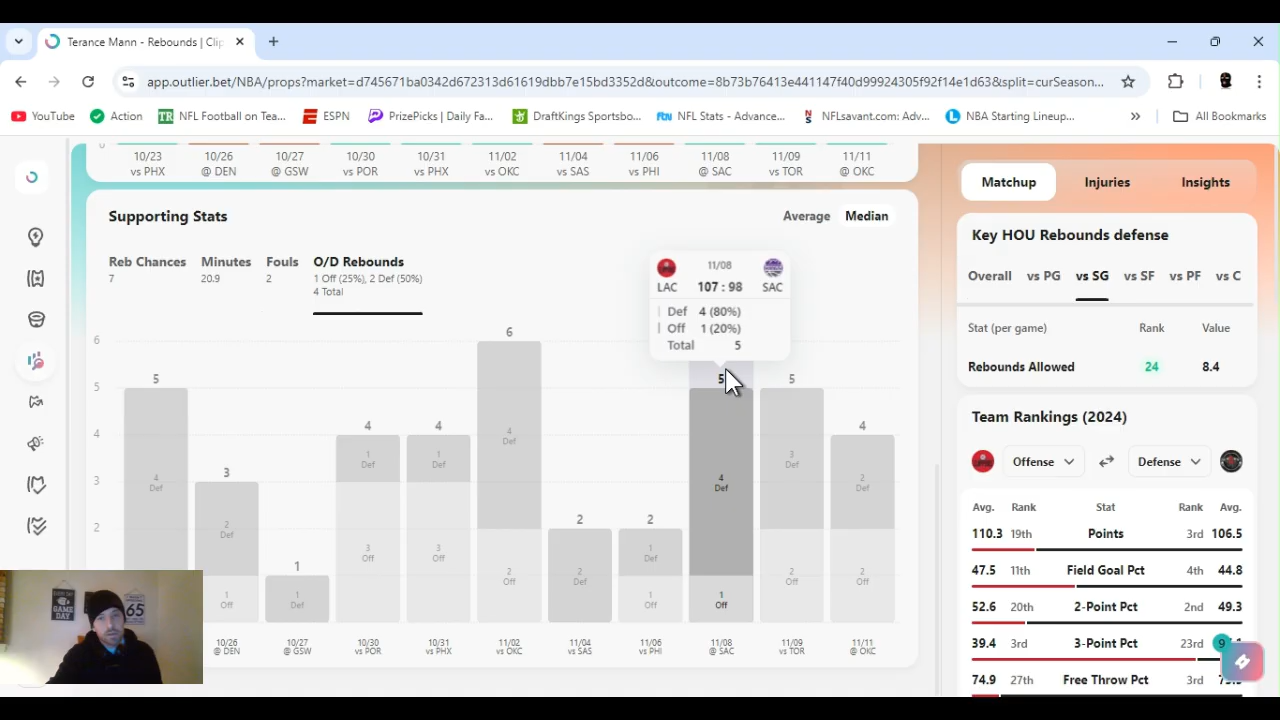 Terance Mann - Rebounds | Clip
app.outlier.bet/NBA/props?market=d745671ba0342d672313d61619dbb7e15bd3352d&outcome=8b73b76413e441147f40d99924305f92f14e1d63&split=curSeason...
YouTube Action NFL Football on Tea... ESPN PrizePicks | Daily Fa... DraftKings Sportsbo... NFL Stats - Advance... NFLsavant.com: Adv... NBA Starting Lineup... » All Bookmarks
0
10/23 10/26 10/27 10/30 10/31 11/02 11/04 11/06 11/08 11/09 11/11
vs PHX @ DEN @ GSW vs POR vs PHX vs OKC vs SAS vs PHI @ SAC vs TOR @ OKC
Supporting Stats
Average Median
Reb Chances Minutes Fouls O/D Rebounds
7 20.9 2 1 Off (25%), 2 Def (50%)
4 Total
11/08
LAC 107 : 98 SAC
Def 4 (80%)
Off 1 (20%)
Total 5
6 5 4 3 2
5
4
Def
3
2
Def
1
Off
1
1
Def
4
1
Def
3
Off
4
1
Def
3
Off
6
4
Def
2
Off
2
2
Def
2
1
Def
1
Off
5
4
Def
1
Off
5
3
Def
2
Off
4
2
Def
2
Off
10/26 10/27 10/30 10/31 11/02 11/04 11/06 11/08 11/09 11/11
@ DEN @ GSW vs POR vs PHX vs OKC vs SAS vs PHI @ SAC vs TOR @ OKC
GAME
DAY
65
Matchup Injuries Insights
Key HOU Rebounds defense
Overall vs PG vs SG vs SF vs PF vs C
Stat (per game) Rank Value
Rebounds Allowed 24 8.4
Team Rankings (2024)
Offense Defense
Avg. Rank Stat Rank Avg.
110.3 19th Points 3rd 106.5
47.5 11th Field Goal Pct 4th 44.8
52.6 20th 2-Point Pct 2nd 49.3
39.4 3rd 3-Point Pct 23rd
74.9 27th Free Throw Pct 3rd